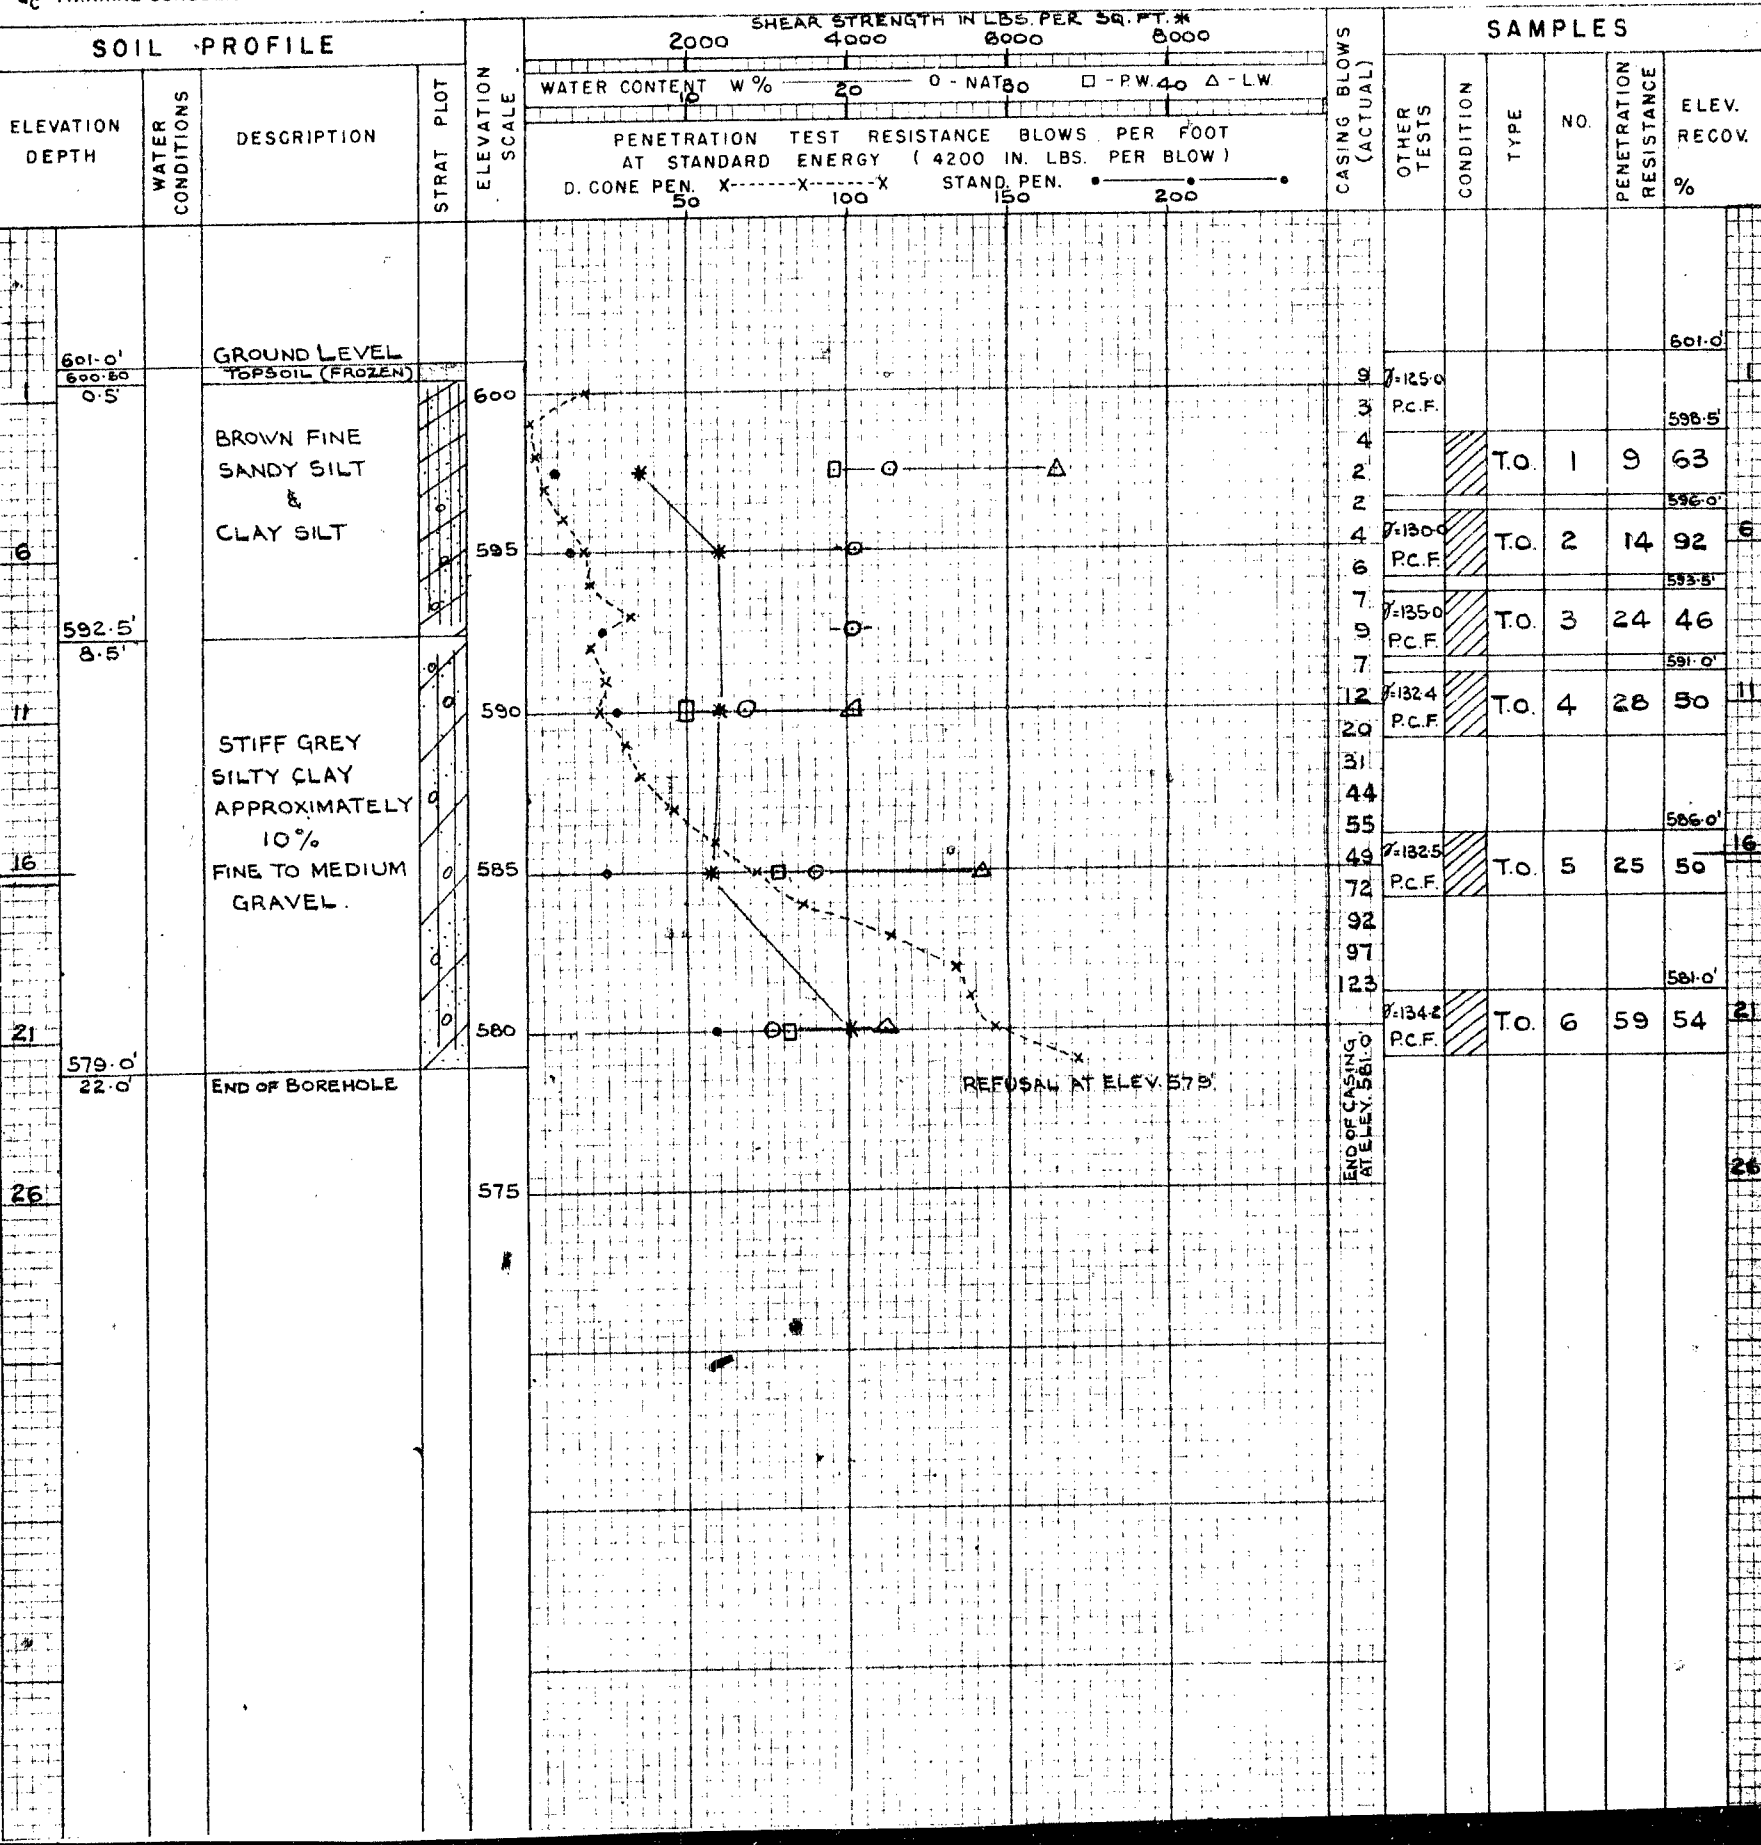 SOIL PROFILE
ELEVATION DEPTH
WATER CONDITIONS
DESCRIPTION
STRAT PLOT
ELEVATION SCALE
SHEAR STRENGTH IN LBS. PER SQ. FT. *
2000 4000 6000 8000
WATER CONTENT W % O - NAT. □ - P.W. △ - L.W.
10 20 30 40
PENETRATION TEST RESISTANCE BLOWS PER FOOT
AT STANDARD ENERGY ( 4200 IN. LBS. PER BLOW )
D. CONE PEN. X-------X-------X STAND. PEN.
50 100 150 200
CASING BLOWS (ACTUAL)
SAMPLES
OTHER TESTS
CONDITION
TYPE
NO.
PENETRATION RESISTANCE
ELEV.
RECOV.
%
601.0'
GROUND LEVEL
600.50
0.5'
TOPSOIL (FROZEN)
BROWN FINE
SANDY SILT
&
CLAY SILT
592.5'
8.5'
STIFF GREY
SILTY CLAY
APPROXIMATELY
10%
FINE TO MEDIUM
GRAVEL.
579.0'
22.0'
END OF BOREHOLE
6
11
16
21
26
600
595
590
585
580
575
REFUSAL AT ELEV. 579'.
9
3
4
2
2
4
6
7
9
7
12
20
31
44
55
49
72
92
97
123
END OF CASING
AT ELEV. 581.0'
601.0'
γ=125.0
P.C.F.
598.5'
T.O. 1 9 63
596.0'
γ=130.0
P.C.F.
T.O. 2 14 92
593.5'
γ=135.0
P.C.F.
T.O. 3 24 46
591.0'
γ=132.4
P.C.F.
T.O. 4 28 50
586.0'
γ=132.5
P.C.F.
T.O. 5 25 50
581.0'
γ=134.2
P.C.F.
T.O. 6 59 54
1
6
11
16
21
26